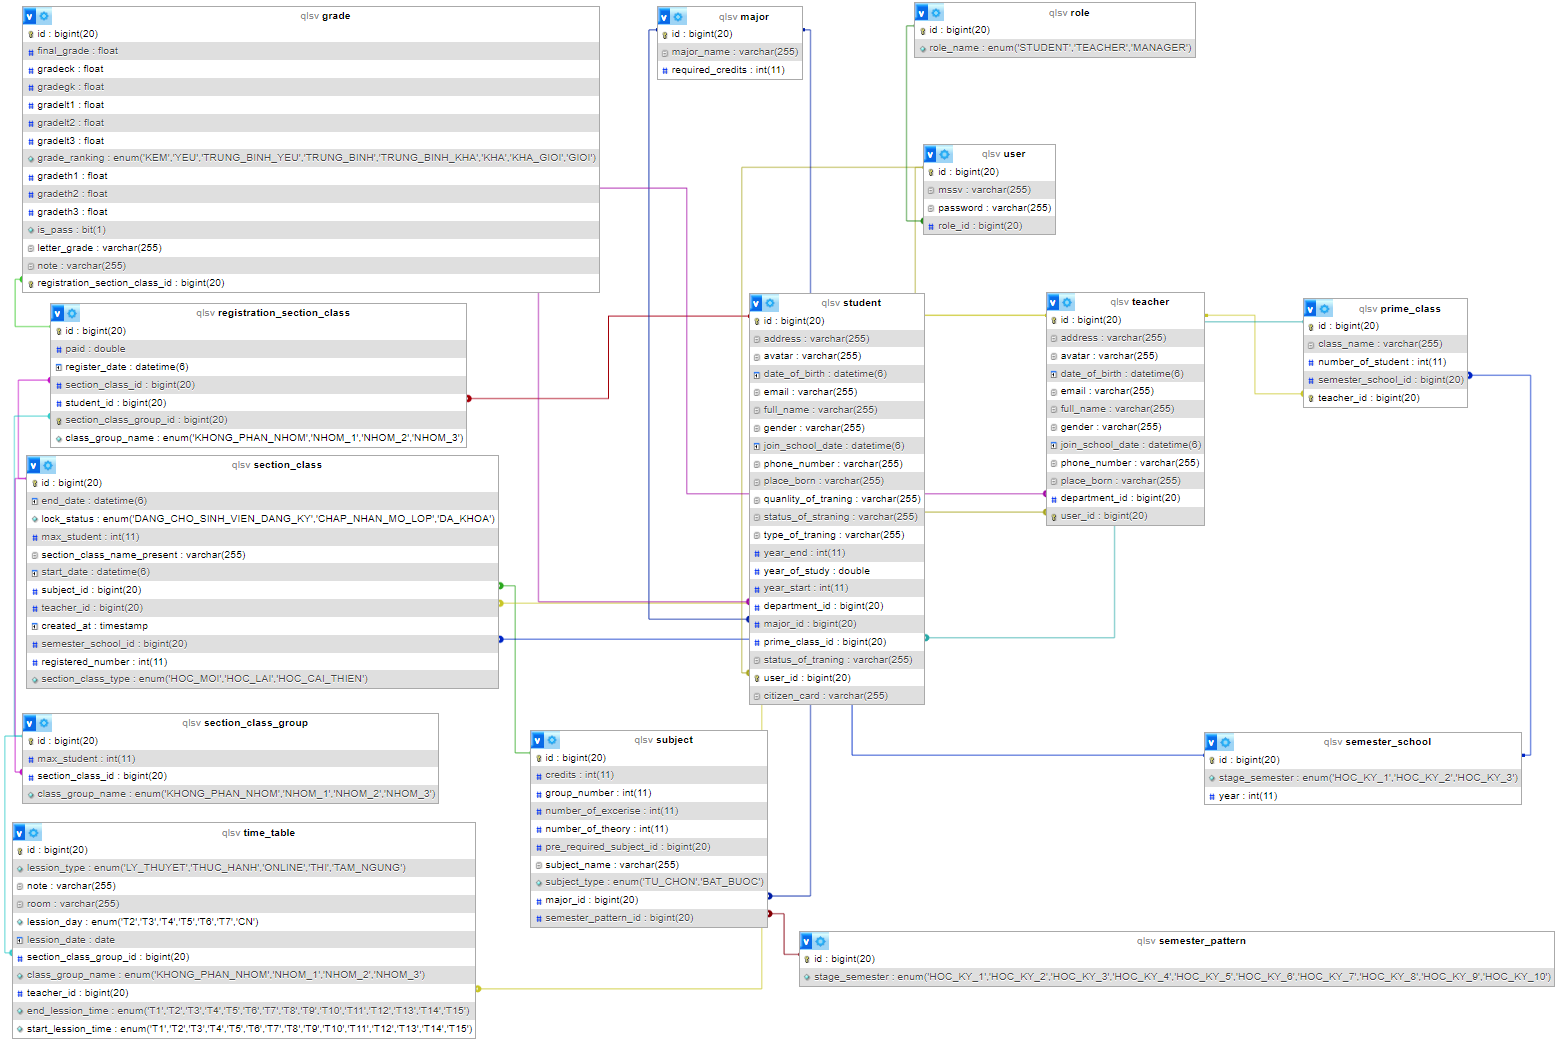 qlsv grade
id : bigint(20)
final_grade : float
gradeck : float
gradegk : float
gradelt1 : float
gradelt2 : float
gradelt3 : float
grade_ranking : enum('KEM','YEU','TRUNG_BINH_YEU','TRUNG_BINH','TRUNG_BINH_KHA','KHA','KHA_GIOI','GIOI')
gradeth1 : float
gradeth2 : float
gradeth3 : float
is_pass : bit(1)
letter_grade : varchar(255)
note : varchar(255)
registration_section_class_id : bigint(20)
qlsv major
id : bigint(20)
major_name : varchar(255)
required_credits : int(11)
qlsv role
id : bigint(20)
role_name : enum('STUDENT','TEACHER','MANAGER')
qlsv user
id : bigint(20)
mssv : varchar(255)
password : varchar(255)
role_id : bigint(20)
qlsv registration_section_class
id : bigint(20)
paid : double
register_date : datetime(6)
section_class_id : bigint(20)
student_id : bigint(20)
section_class_group_id : bigint(20)
class_group_name : enum('KHONG_PHAN_NHOM','NHOM_1','NHOM_2','NHOM_3')
qlsv student
id : bigint(20)
address : varchar(255)
avatar : varchar(255)
date_of_birth : datetime(6)
email : varchar(255)
full_name : varchar(255)
gender : varchar(255)
join_school_date : datetime(6)
phone_number : varchar(255)
place_born : varchar(255)
quanlity_of_traning : varchar(255)
status_of_straning : varchar(255)
type_of_traning : varchar(255)
year_end : int(11)
year_of_study : double
year_start : int(11)
department_id : bigint(20)
major_id : bigint(20)
prime_class_id : bigint(20)
status_of_traning : varchar(255)
user_id : bigint(20)
citizen_card : varchar(255)
qlsv teacher
id : bigint(20)
address : varchar(255)
avatar : varchar(255)
date_of_birth : datetime(6)
email : varchar(255)
full_name : varchar(255)
gender : varchar(255)
join_school_date : datetime(6)
phone_number : varchar(255)
place_born : varchar(255)
department_id : bigint(20)
user_id : bigint(20)
qlsv prime_class
id : bigint(20)
class_name : varchar(255)
number_of_student : int(11)
semester_school_id : bigint(20)
teacher_id : bigint(20)
qlsv section_class
id : bigint(20)
end_date : datetime(6)
lock_status : enum('DANG_CHO_SINH_VIEN_DANG_KY','CHAP_NHAN_MO_LOP','DA_KHOA')
max_student : int(11)
section_class_name_present : varchar(255)
start_date : datetime(6)
subject_id : bigint(20)
teacher_id : bigint(20)
created_at : timestamp
semester_school_id : bigint(20)
registered_number : int(11)
section_class_type : enum('HOC_MOI','HOC_LAI','HOC_CAI_THIEN')
qlsv section_class_group
id : bigint(20)
max_student : int(11)
section_class_id : bigint(20)
class_group_name : enum('KHONG_PHAN_NHOM','NHOM_1','NHOM_2','NHOM_3')
qlsv subject
id : bigint(20)
credits : int(11)
group_number : int(11)
number_of_excerise : int(11)
number_of_theory : int(11)
pre_required_subject_id : bigint(20)
subject_name : varchar(255)
subject_type : enum('TU_CHON','BAT_BUOC')
major_id : bigint(20)
semester_pattern_id : bigint(20)
qlsv semester_school
id : bigint(20)
stage_semester : enum('HOC_KY_1','HOC_KY_2','HOC_KY_3')
year : int(11)
qlsv time_table
id : bigint(20)
lession_type : enum('LY_THUYET','THUC_HANH','ONLINE','THI','TAM_NGUNG')
note : varchar(255)
room : varchar(255)
lession_day : enum('T2','T3','T4','T5','T6','T7','CN')
lession_date : date
section_class_group_id : bigint(20)
class_group_name : enum('KHONG_PHAN_NHOM','NHOM_1','NHOM_2','NHOM_3')
teacher_id : bigint(20)
end_lession_time : enum('T1','T2','T3','T4','T5','T6','T7','T8','T9','T10','T11','T12','T13','T14','T15')
start_lession_time : enum('T1','T2','T3','T4','T5','T6','T7','T8','T9','T10','T11','T12','T13','T14','T15')
qlsv semester_pattern
id : bigint(20)
stage_semester : enum('HOC_KY_1','HOC_KY_2','HOC_KY_3','HOC_KY_4','HOC_KY_5','HOC_KY_6','HOC_KY_7','HOC_KY_8','HOC_KY_9','HOC_KY_10')